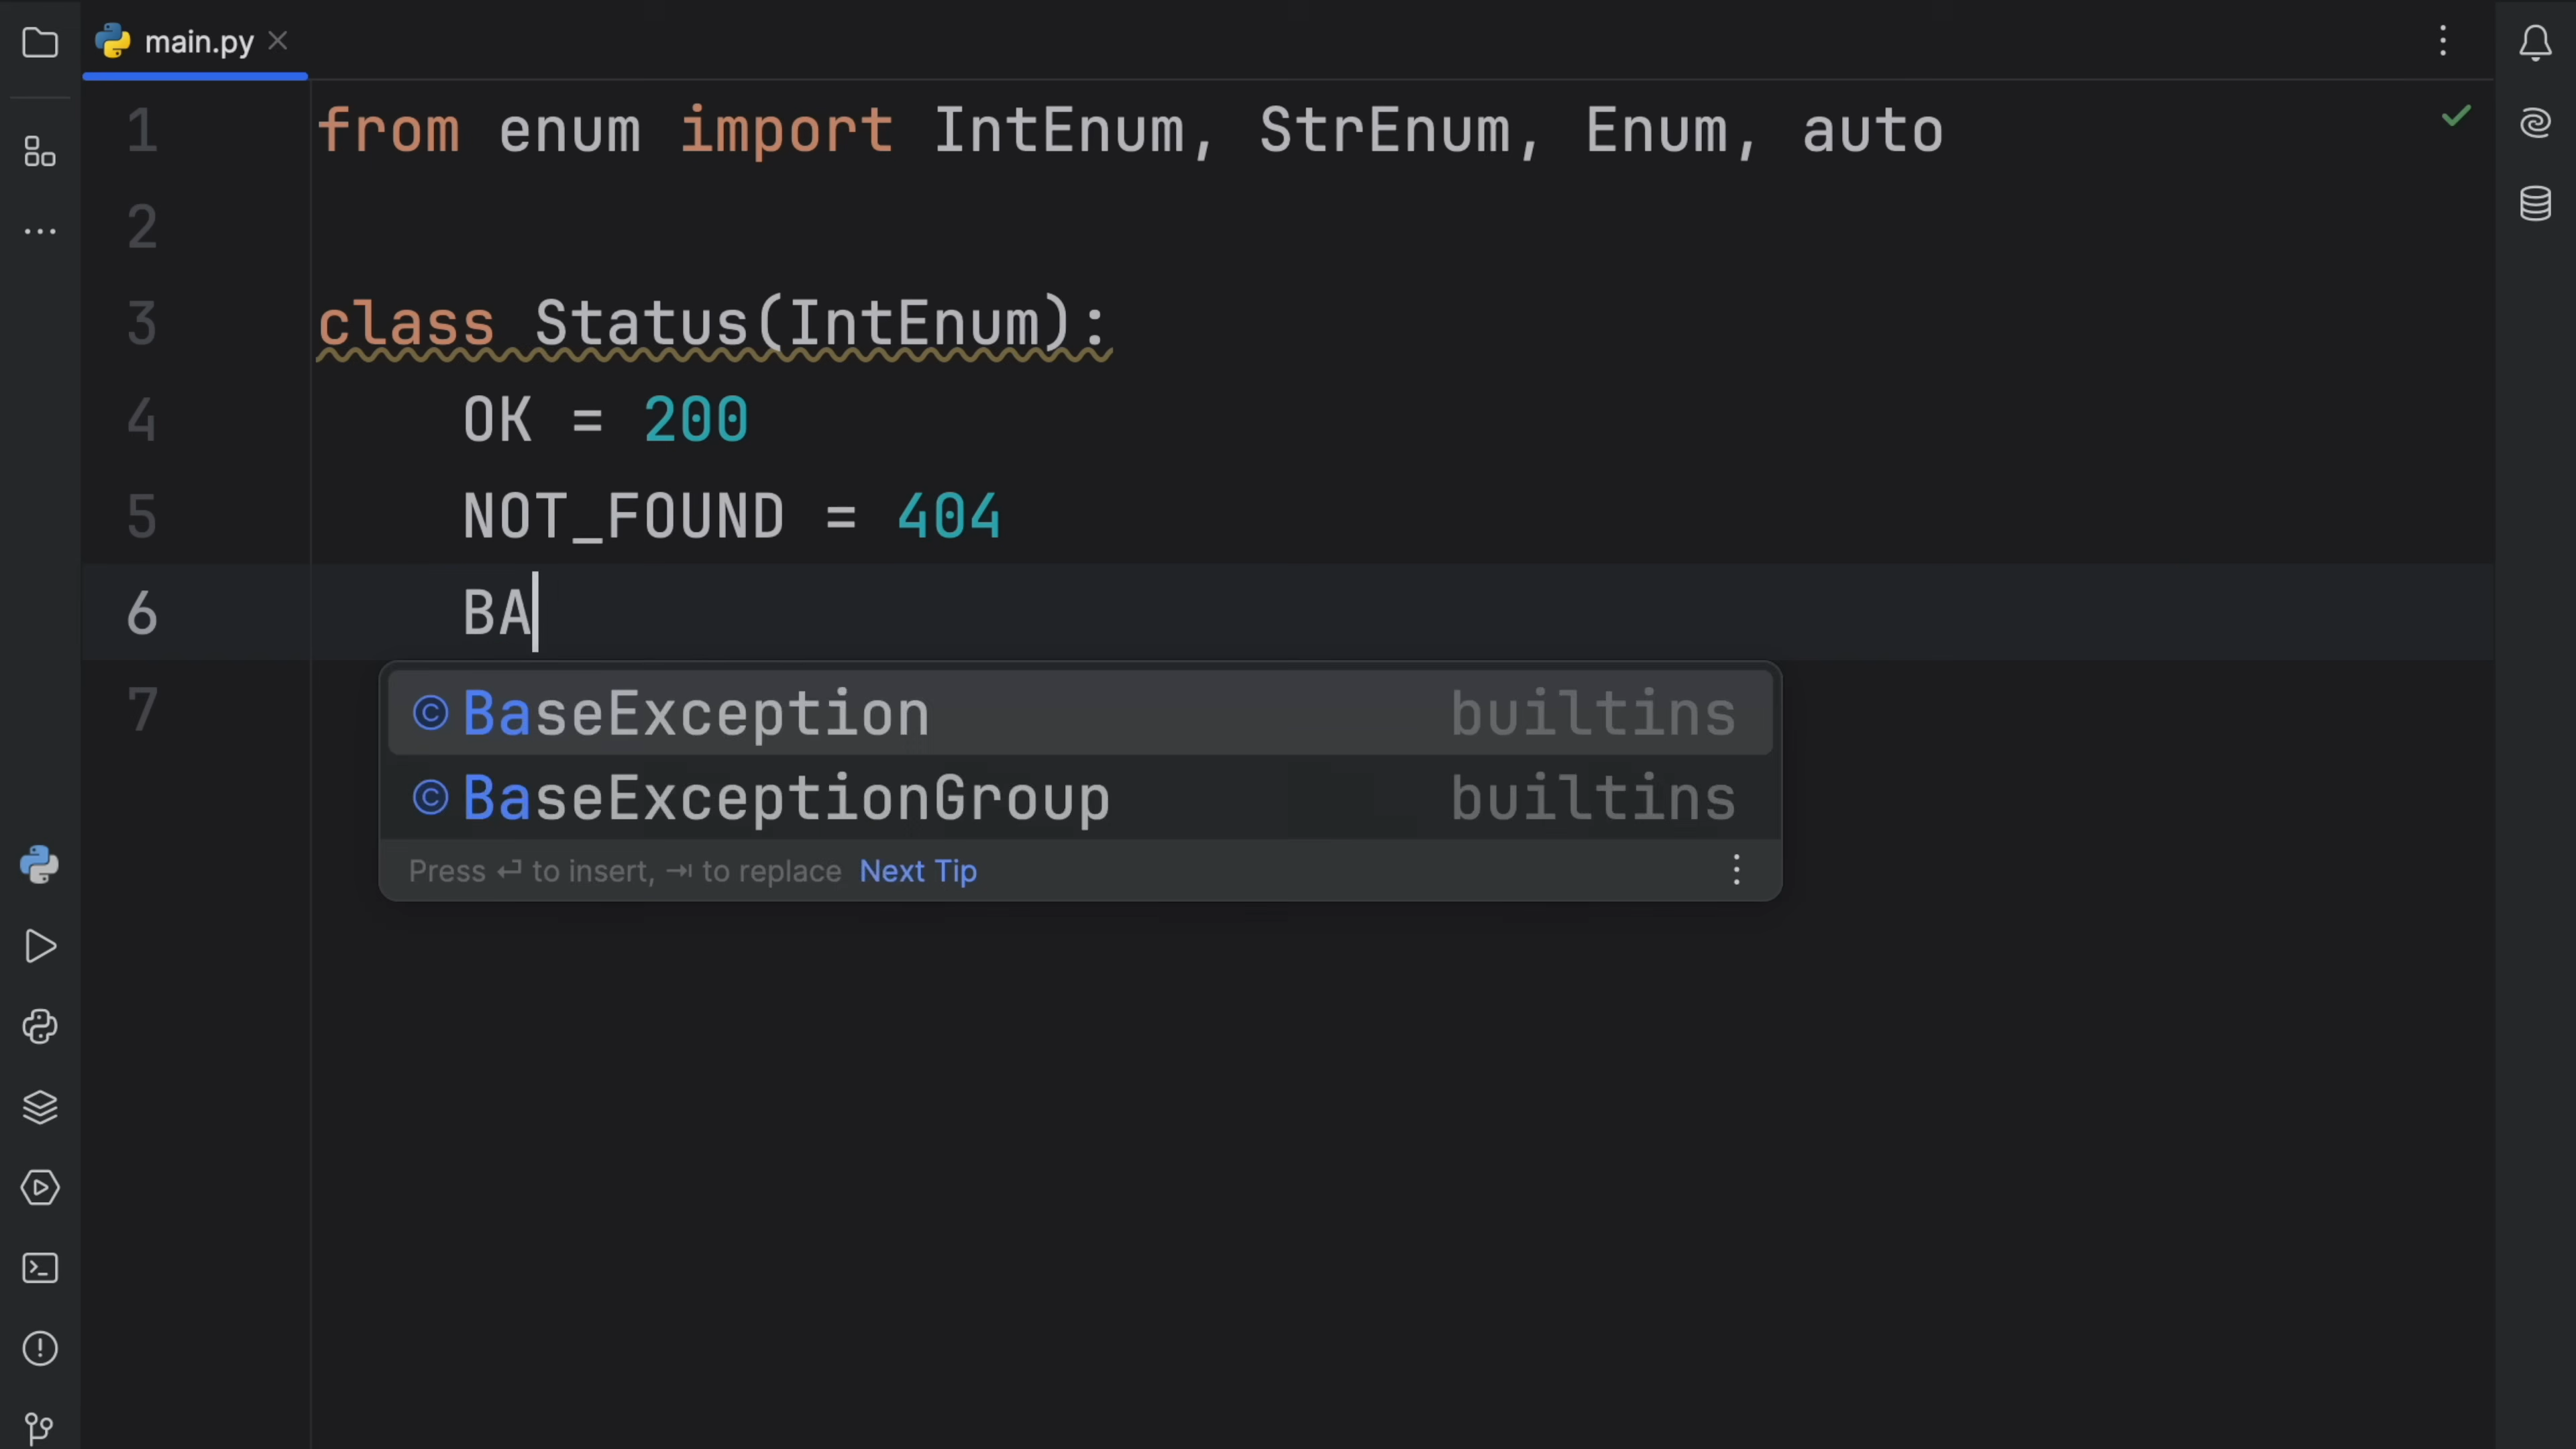 main.py
1 from enum import IntEnum, StrEnum, Enum, auto
2
3 class Status(IntEnum):
4 OK = 200
5 NOT_FOUND = 404
6 BA
7
BaseException builtins
BaseExceptionGroup builtins
Press ↵ to insert, ⇥ to replace Next Tip